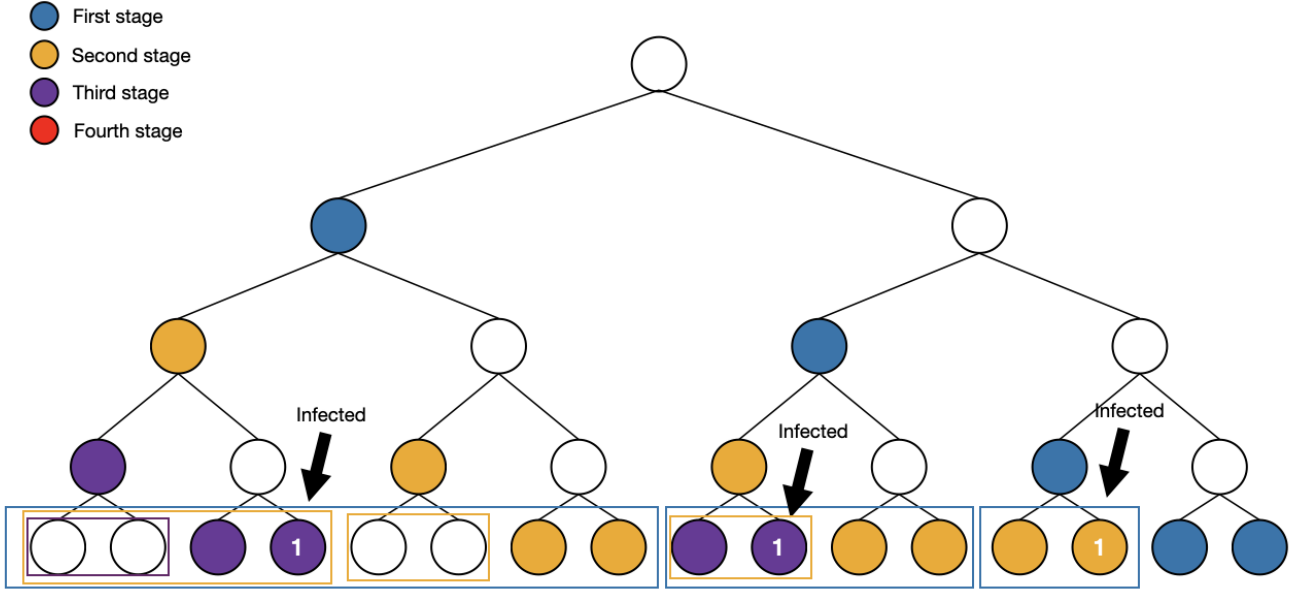 First stage
Second stage
Third stage
Fourth stage
Infected
Infected
Infected
1
1
1